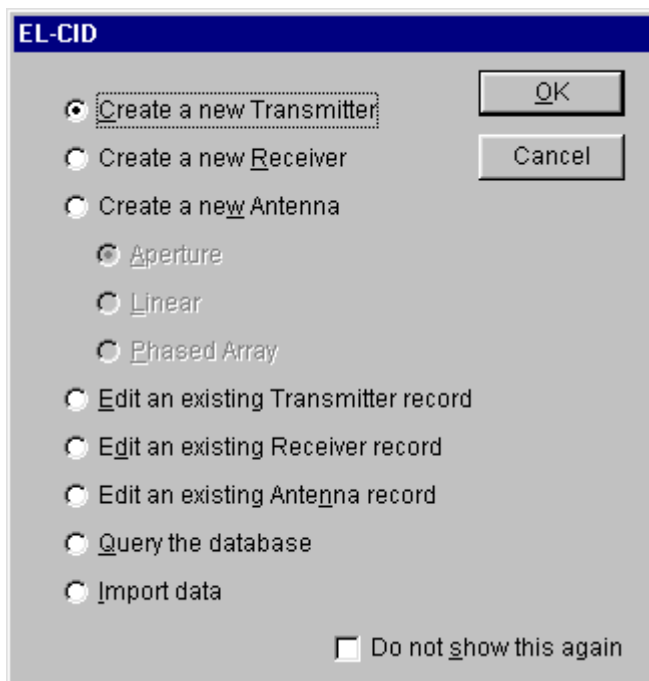 EL-CID
Create a new Transmitter
OK
Create a new Receiver
Cancel
Create a new Antenna
Aperture
Linear
Phased Array
Edit an existing Transmitter record
Edit an existing Receiver record
Edit an existing Antenna record
Query the database
Import data
Do not show this again